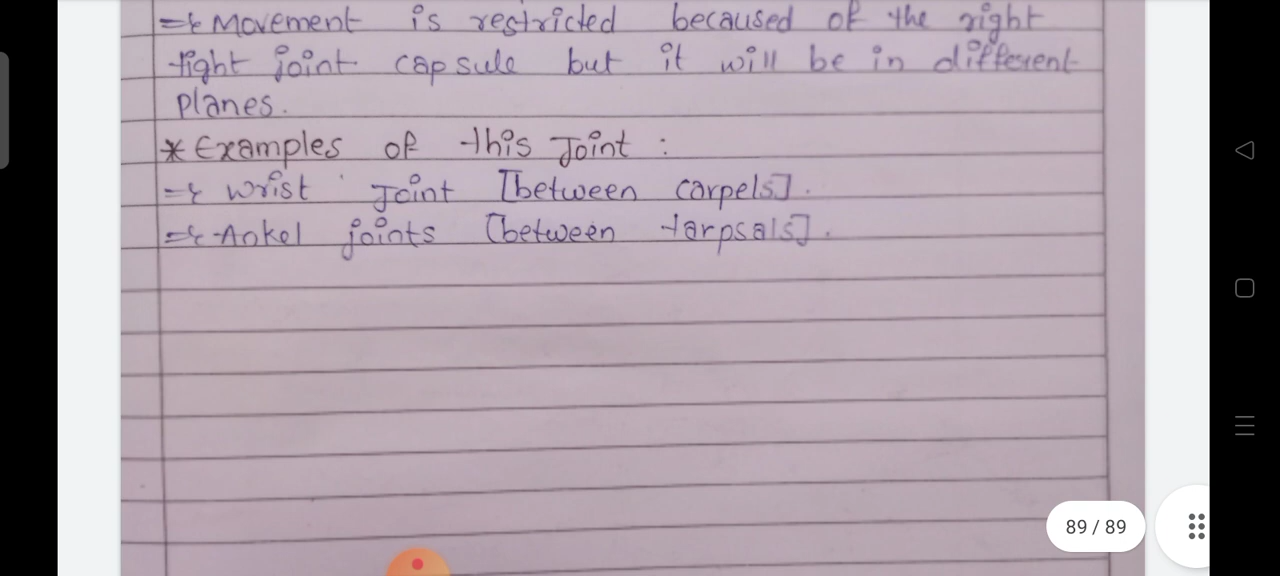 ⇒ Movement is restricted becaused of the right
tight joint capsule but it will be in different
planes.
* Examples of this Joint :
⇒ Wrist Joint [between carpels].
⇒ Ankel joints [between tarpsals].
89 / 89